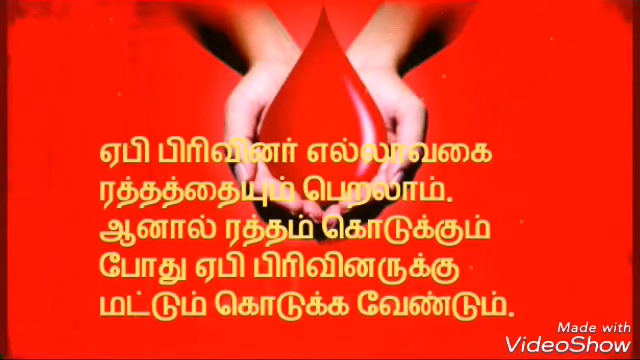 ஏபி பிரிவினர் எல்லாவகை
ரத்தத்தையும் பெறலாம்.
ஆனால் ரத்தம் கொடுக்கும்
போது ஏபி பிரிவினருக்கு
மட்டும் கொடுக்க வேண்டும்.
Made with
VideoShow